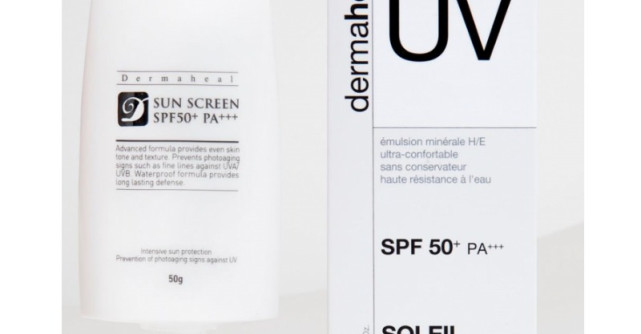 Dermaheal
SUN SCREEN
SPF50+ PA+++
Advanced formula provides even skin
tone and texture. Prevents photoaging
signs such as fine lines against UVA/
UVB. Waterproof formula provides
long lasting defense.
Intensive sun protection
Prevention of photoaging signs against UV
50g
UV
émulsion minérale H/E
ultra-confortable
sans conservateur
haute résistance à l'eau
SPF 50+ PA+++